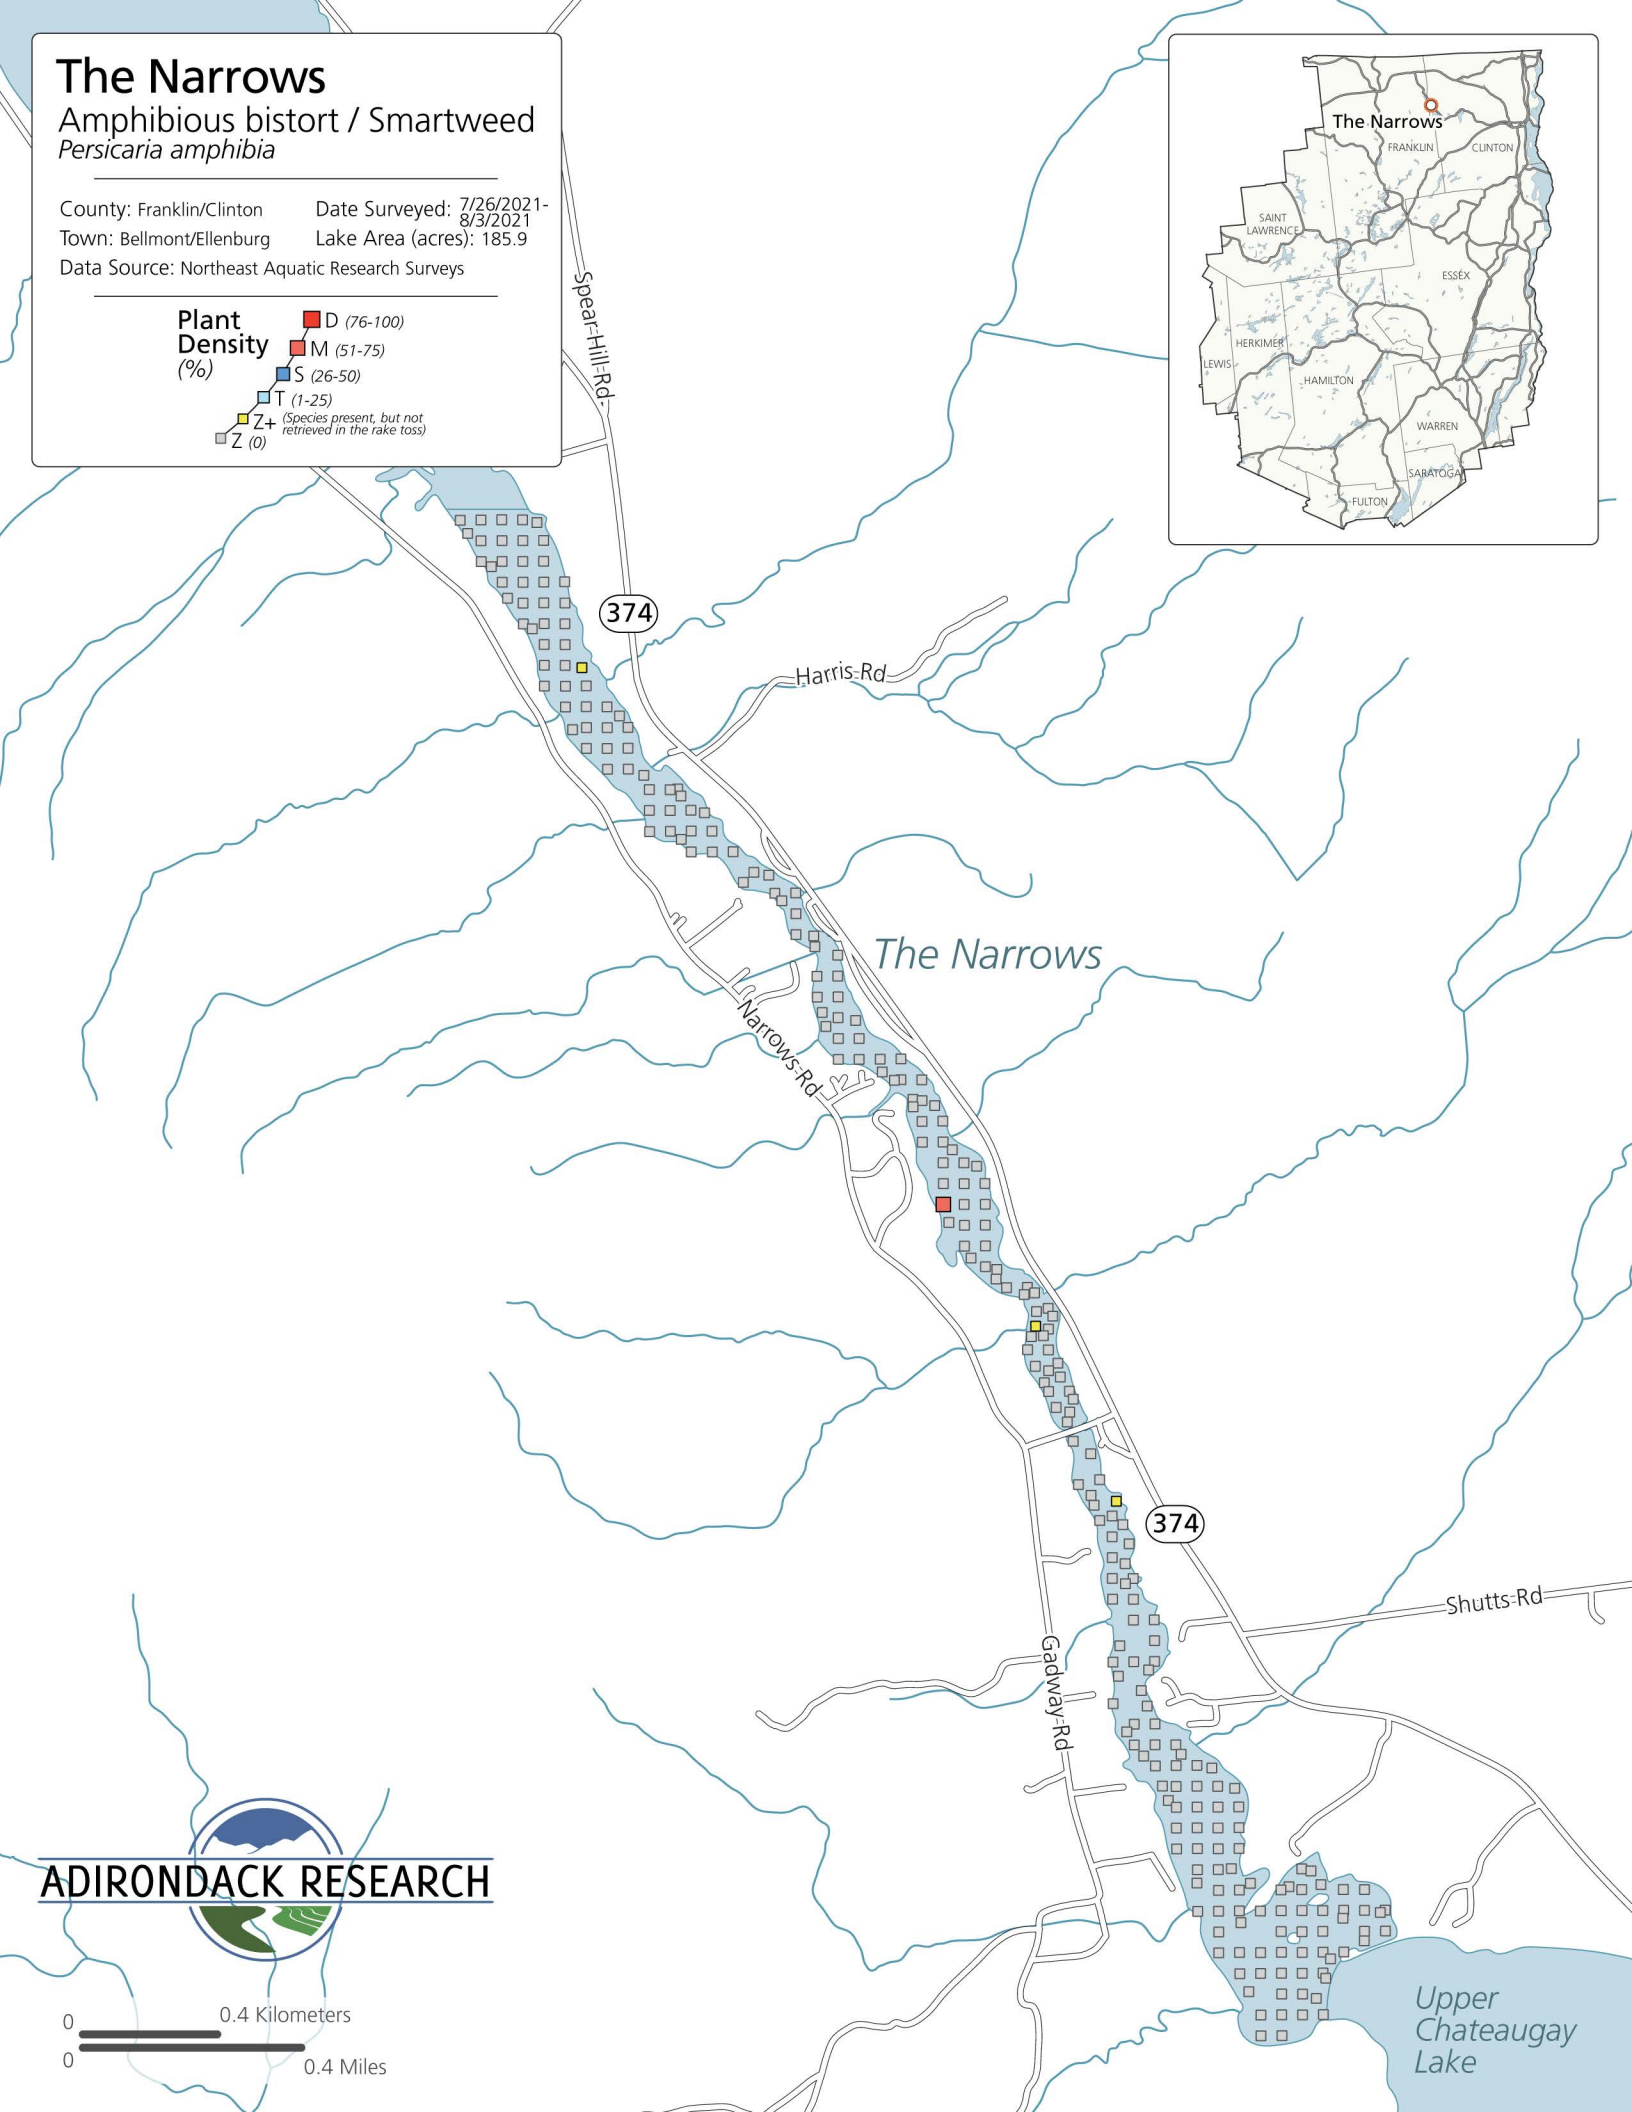 The Narrows
Amphibious bistort / Smartweed
Persicaria amphibia
County: Franklin/Clinton
Date Surveyed: 7/26/2021-
8/3/2021
Town: Bellmont/Ellenburg
Lake Area (acres): 185.9
Data Source: Northeast Aquatic Research Surveys
Plant
Density
(%)
D (76-100)
M (51-75)
S (26-50)
T (1-25)
Z+ (Species present, but not
retrieved in the rake toss)
Z (0)
The Narrows
FRANKLIN
CLINTON
SAINT
LAWRENCE
ESSEX
HERKIMER
LEWIS
HAMILTON
WARREN
SARATOGA
FULTON
Spear-Hill-Rd
374
Harris-Rd
The Narrows
Narrows-Rd
374
Shutts-Rd
Gadway-Rd
ADIRONDACK RESEARCH
Upper
Chateaugay
Lake
0
0.4 Kilometers
0
0.4 Miles